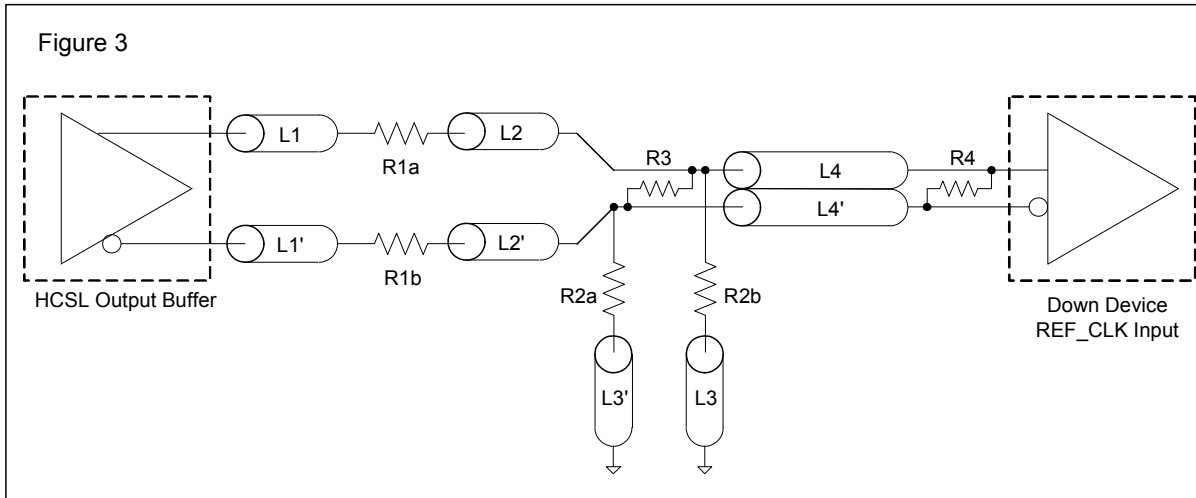 Figure 3
L1
R1a
L2
R3
L4
R4
L1'
R1b
L2'
L4'
HCSL Output Buffer
R2a
R2b
Down Device
REF_CLK Input
L3'
L3